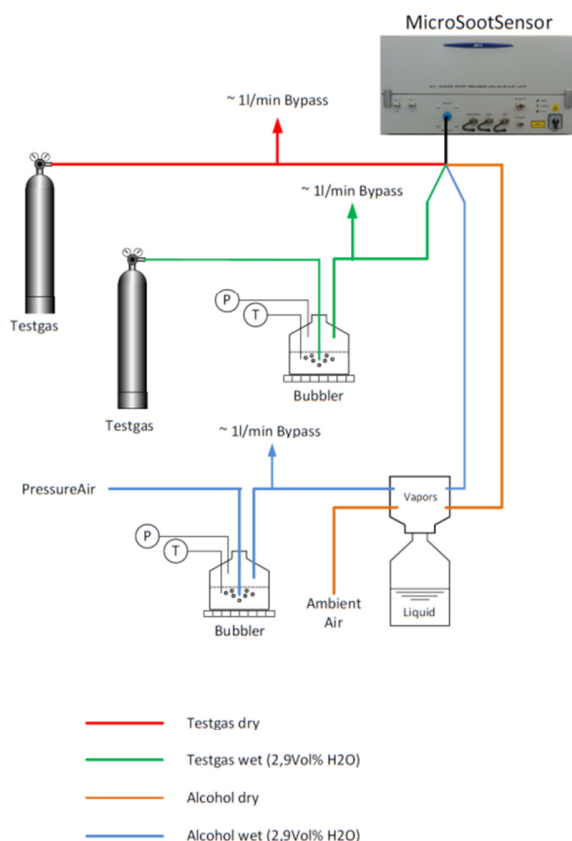 MicroSootSensor
~ 1l/min Bypass
~ 1l/min Bypass
Testgas
P
T
Bubbler
Testgas
~ 1l/min Bypass
PressureAir
Vapors
P
T
Ambient
Air
Liquid
Bubbler
Testgas dry
Testgas wet (2,9Vol% H2O)
Alcohol dry
Alcohol wet (2,9Vol% H2O)